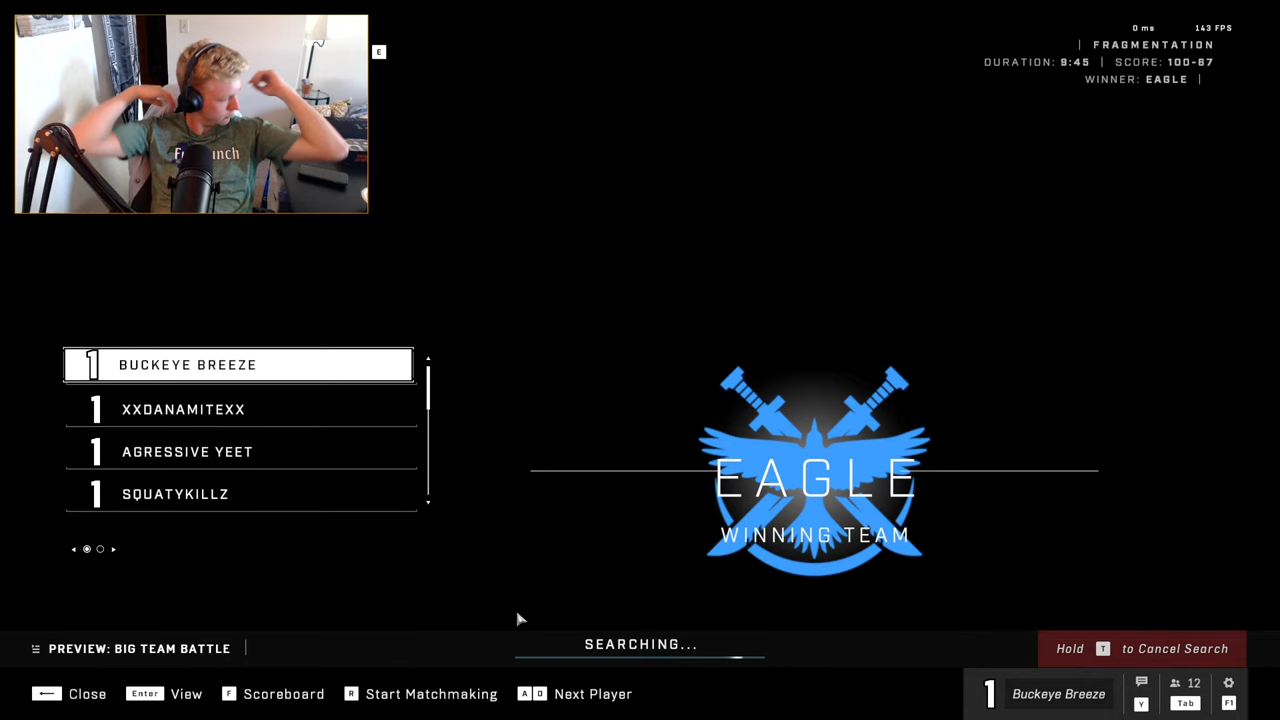 0 ms 143 FPS
E
| FRAGMENTATION
DURATION: 9:45 | SCORE: 100-67
WINNER: EAGLE |
1 BUCKEYE BREEZE
1 XXDANAMITEXX
1 AGRESSIVE YEET
1 SQUATYKILLZ
EAGLE
WINNING TEAM
PREVIEW: BIG TEAM BATTLE
SEARCHING...
Hold T to Cancel Search
Close Enter View F Scoreboard R Start Matchmaking A D Next Player
1 Buckeye Breeze
12
Y Tab F1